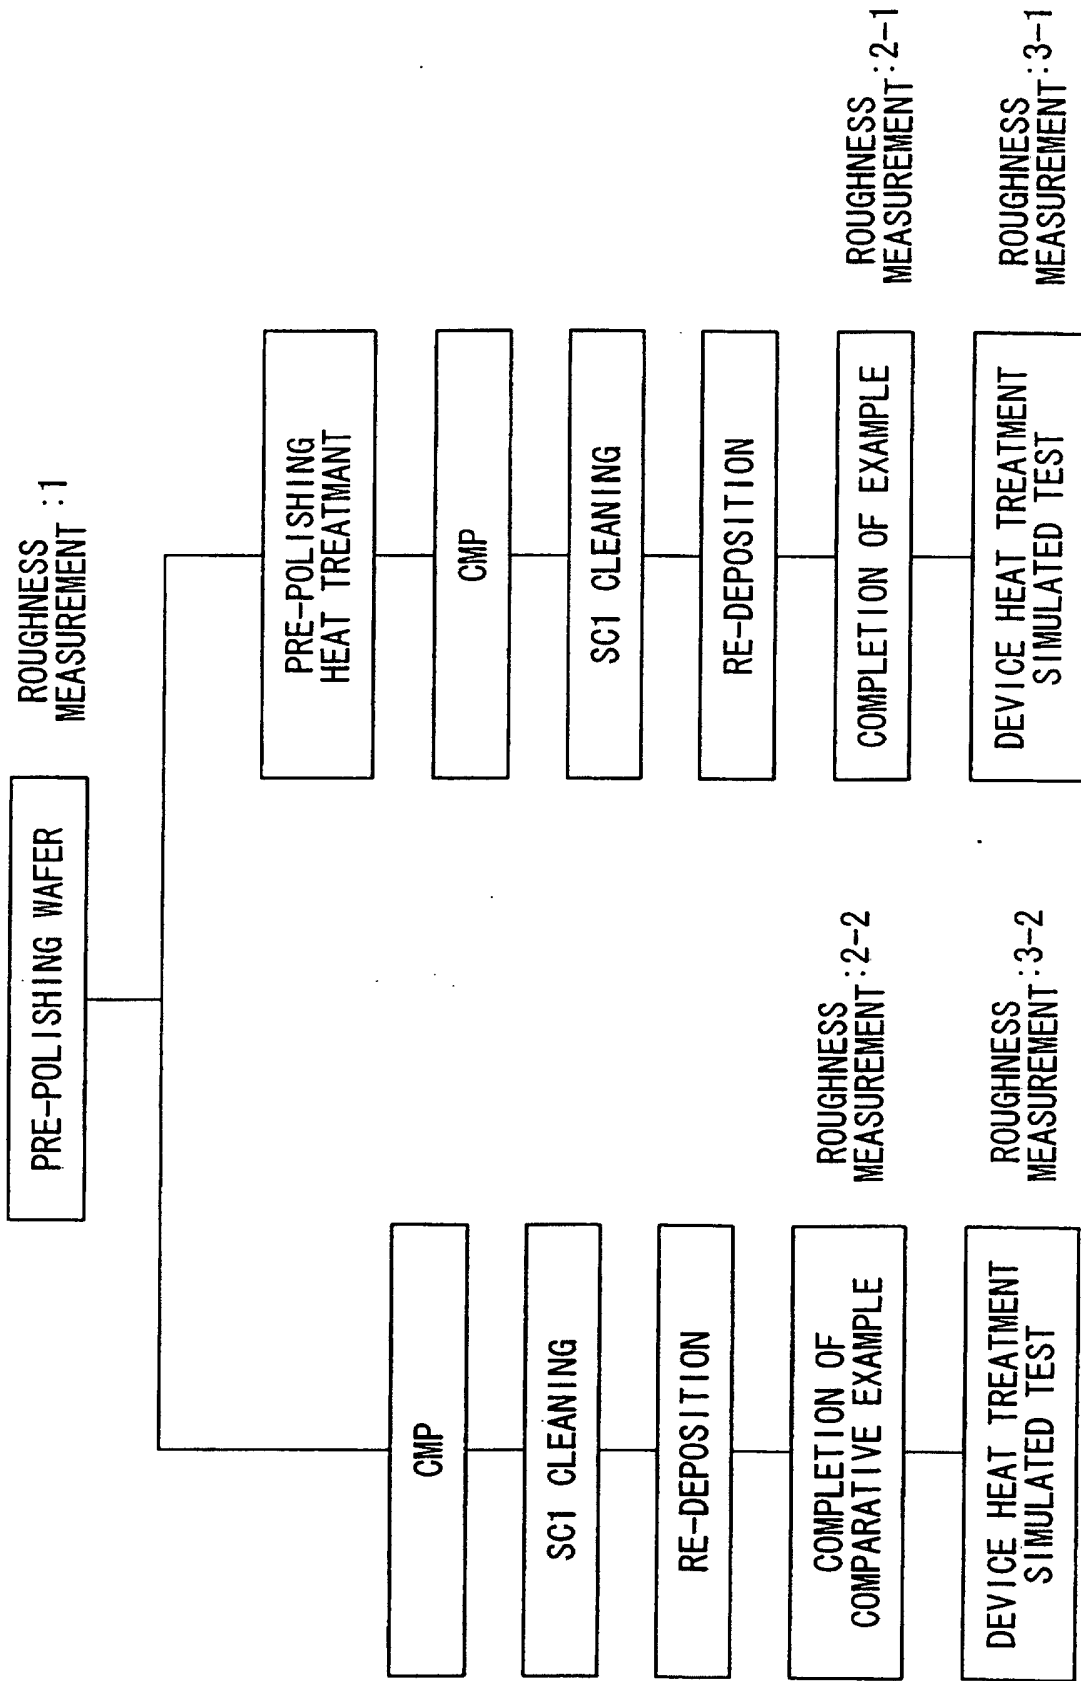 PRE-POLISHING WAFER
ROUGHNESS
MEASUREMENT :1
CMP
SC1 CLEANING
RE-DEPOSITION
COMPLETION OF
COMPARATIVE EXAMPLE
ROUGHNESS
MEASUREMENT:2-2
DEVICE HEAT TREATMENT
SIMULATED TEST
ROUGHNESS
MEASUREMENT:3-2
PRE-POLISHING
HEAT TREATMANT
CMP
SC1 CLEANING
RE-DEPOSITION
COMPLETION OF EXAMPLE
ROUGHNESS
MEASUREMENT:2-1
DEVICE HEAT TREATMENT
SIMULATED TEST
ROUGHNESS
MEASUREMENT:3-1